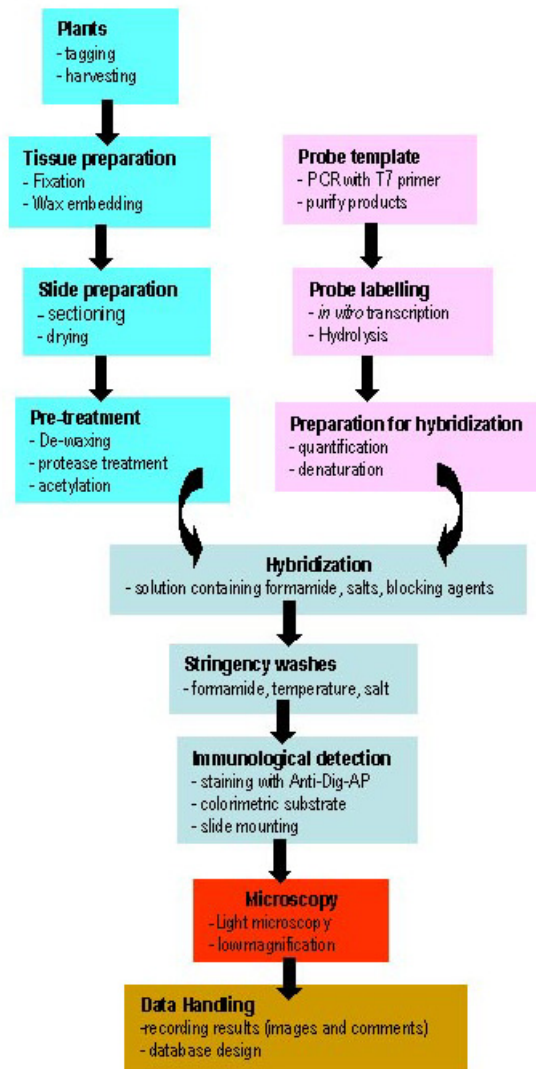 Plants
- tagging
- harvesting
Tissue preparation
- Fixation
- Wax embedding
Slide preparation
- sectioning
- drying
Pre-treatment
- De-waxing
- protease treatment
- acetylation
Probe template
- PCR with T7 primer
- purify products
Probe labelling
- in vitro transcription
- Hydrolysis
Preparation for hybridization
- quantification
- denaturation
Hybridization
- solution containing formamide, salts, blocking agents
Stringency washes
- formamide, temperature, salt
Immunological detection
- staining with Anti-Dig-AP
- colorimetric substrate
- slide mounting
Microscopy
- Light microscopy
- low magnification
Data Handling
-recording results (images and comments)
- database design